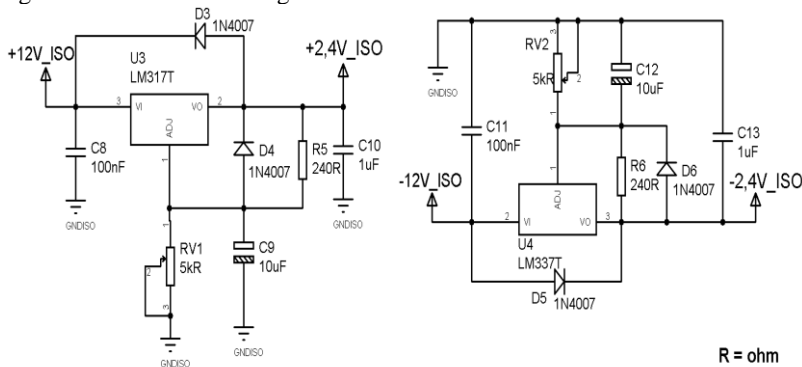 D3
1N4007
+12V_ISO
U3
LM317T
+2,4V_ISO
3
VI
VO
2
ADJ
1
C8
100nF
GNDISO
D4
1N4007
R5
240R
C10
1uF
GNDISO
1
RV1
5kR
2
3
GNDISO
C9
10uF
GNDISO
GNDISO
3
RV2
5kR
2
1
C12
10uF
C11
100nF
C13
1uF
R6
240R
D6
1N4007
-12V_ISO
-2,4V_ISO
1
ADJ
2
VI
VO
3
U4
LM337T
D5
1N4007
R = ohm